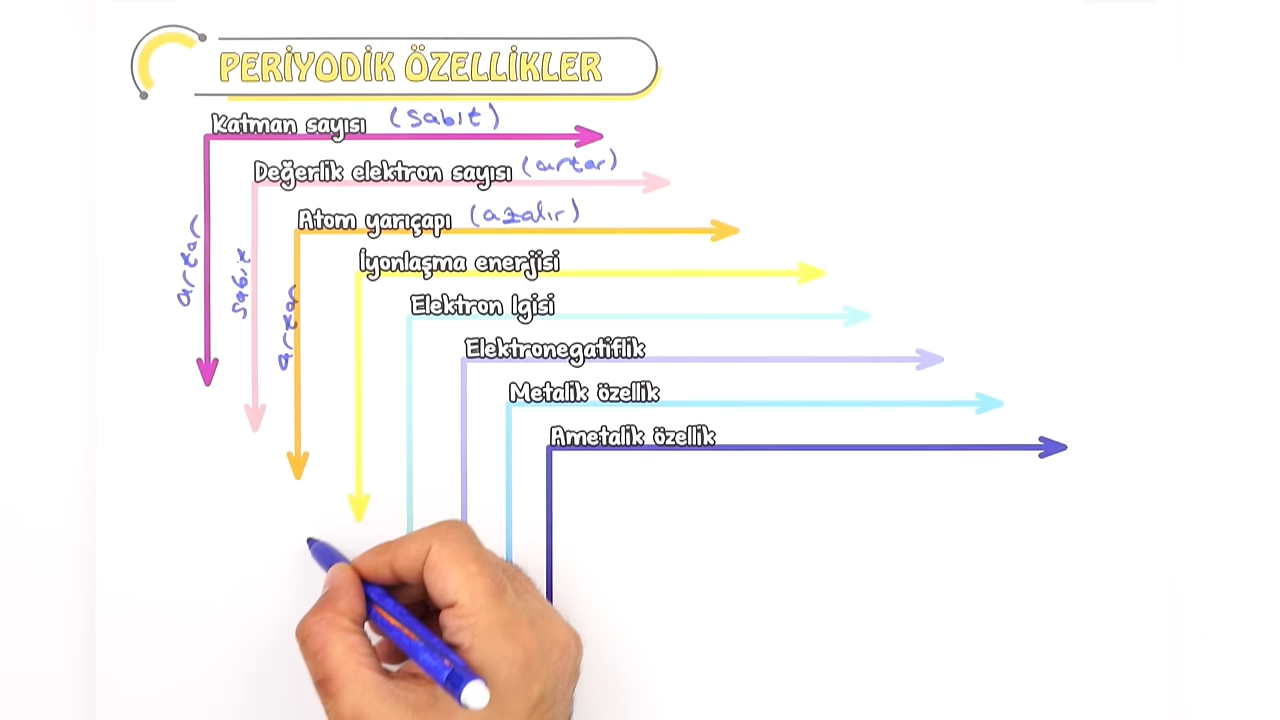 PERİYODİK ÖZELLİKLER
Katman sayısı (sabit)
Değerlik elektron sayısı (artar)
Atom yarıçapı (azalır)
İyonlaşma enerjisi
Elektron Igisi
Elektronegatiflik
Metalik özellik
Ametalik özellik
artar
sabit
artar